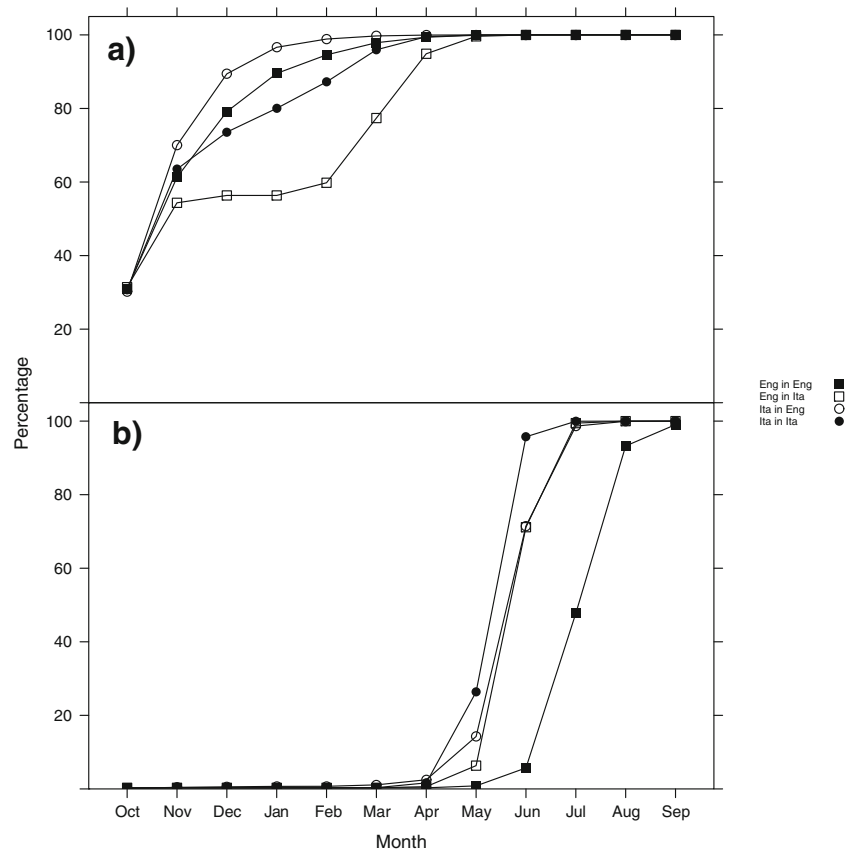 a)
100
80
60
40
20
Percentage
b)
100
80
60
40
20
Oct Nov Dec Jan Feb Mar Apr May Jun Jul Aug Sep
Month
Eng in Eng
Eng in Ita
Ita in Eng
Ita in Ita